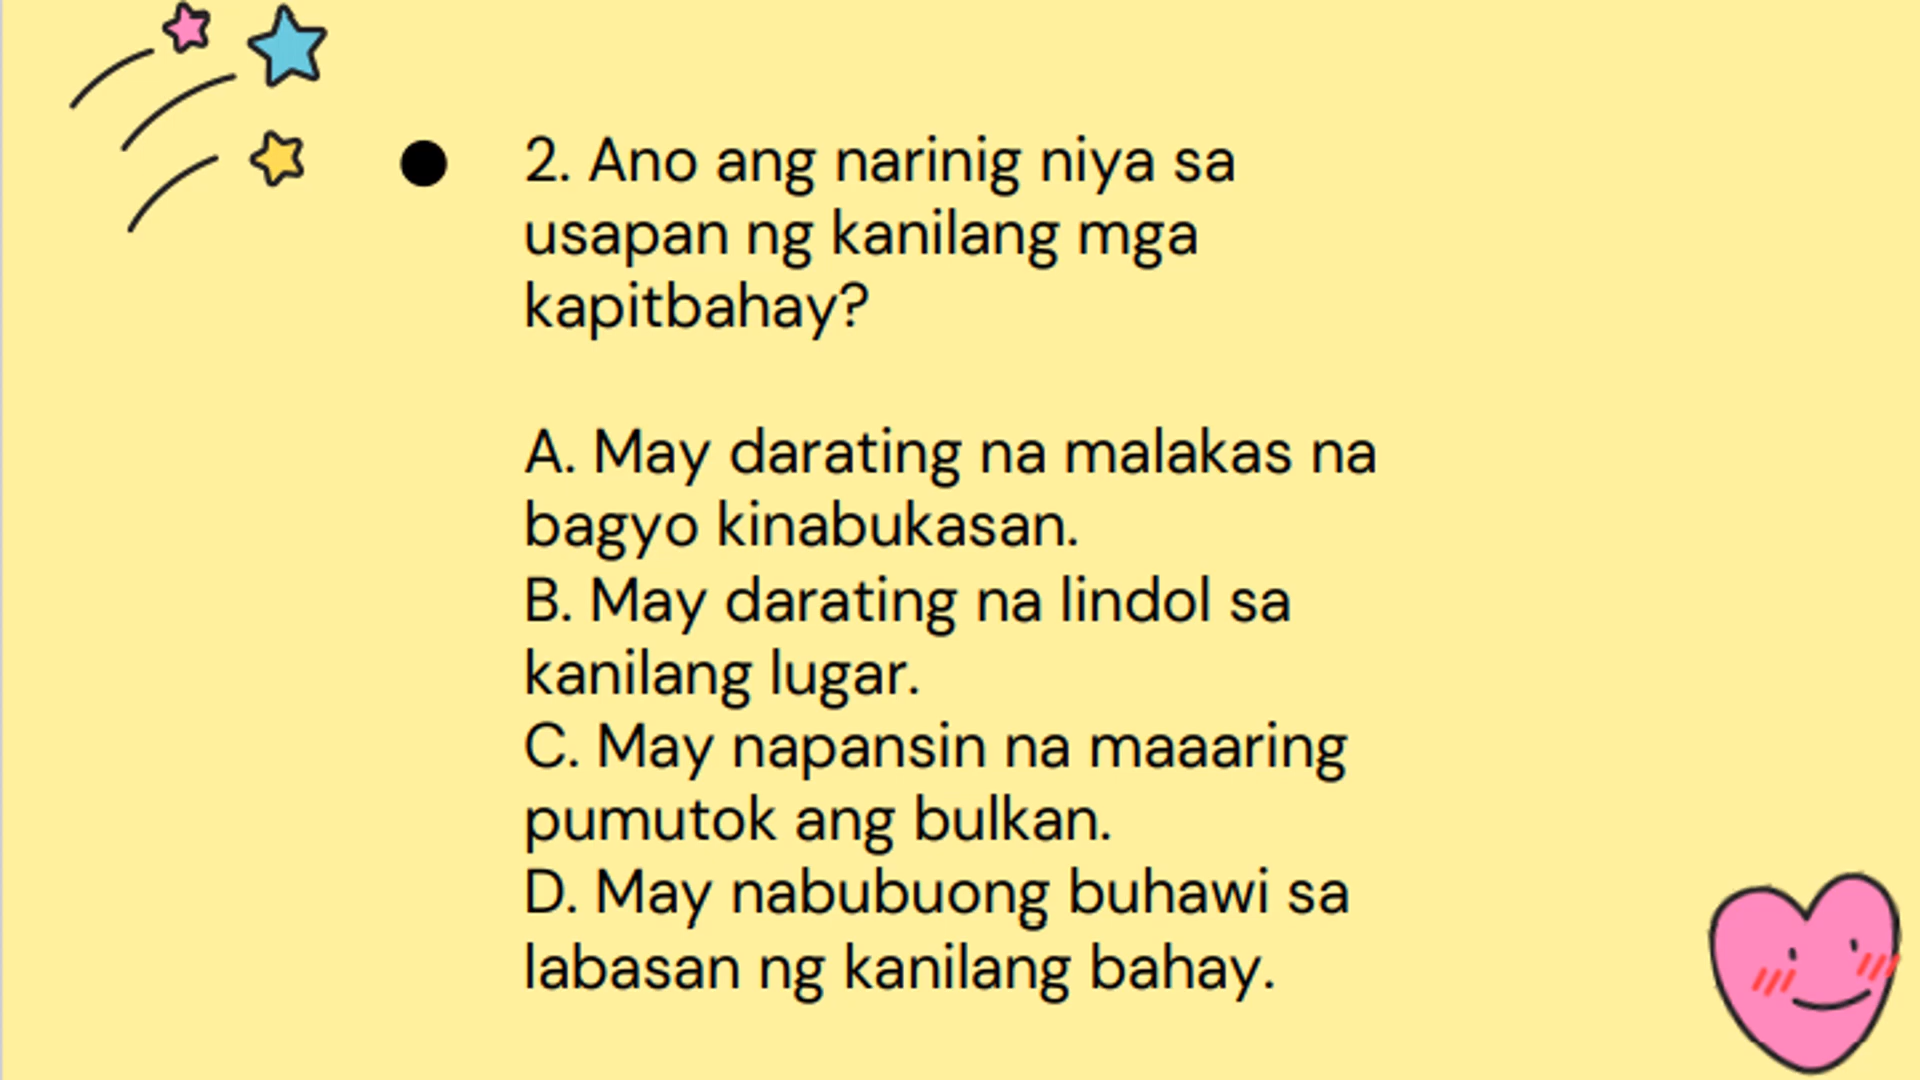 2. Ano ang narinig niya sa
usapan ng kanilang mga
kapitbahay?
A. May darating na malakas na
bagyo kinabukasan.
B. May darating na lindol sa
kanilang lugar.
C. May napansin na maaaring
pumutok ang bulkan.
D. May nabubuong buhawi sa
labasan ng kanilang bahay.